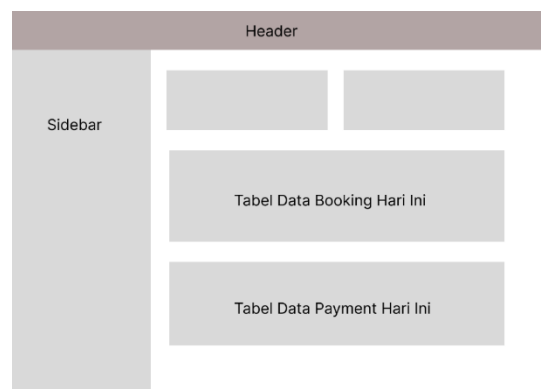 Header
Sidebar
Tabel Data Booking Hari Ini
Tabel Data Payment Hari Ini